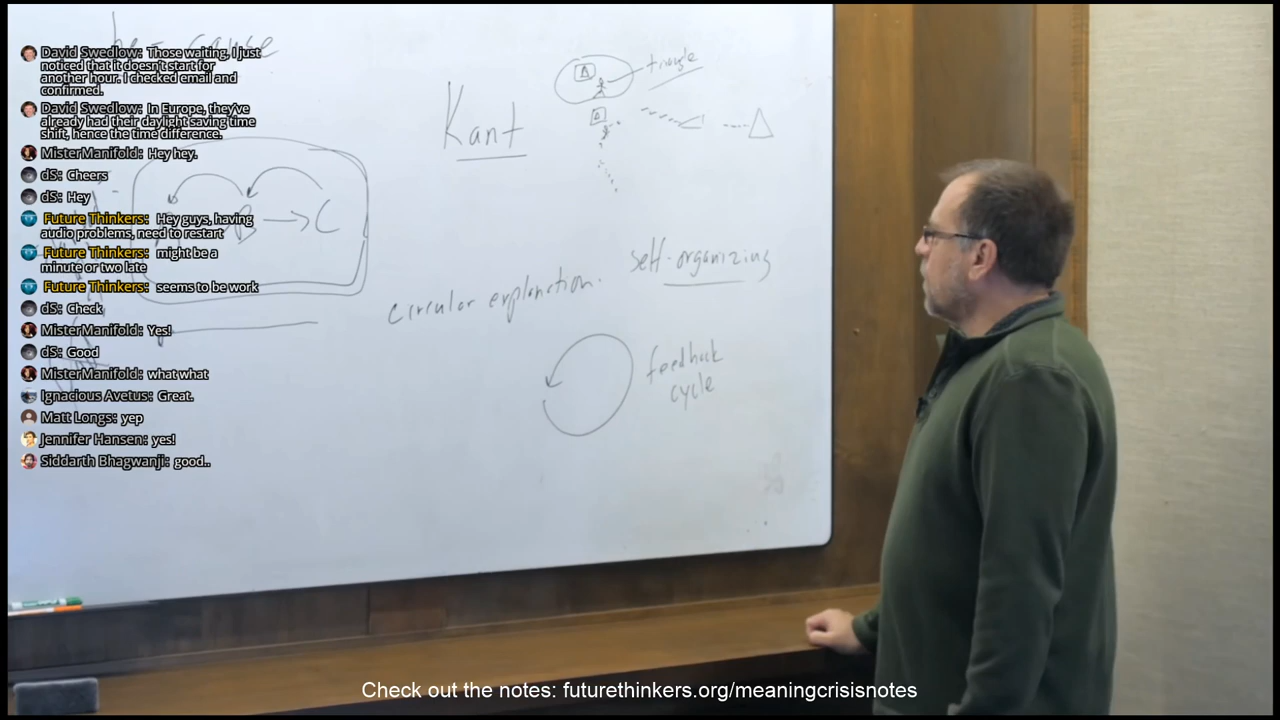 be-cause
David Swedlow: Those waiting, I just
noticed that it doesn't start for
another hour. I checked email and
confirmed.
David Swedlow: In Europe, they've
already had their daylight saving time
shift, hence the time difference.
MisterManifold: Hey hey.
dS: Cheers
dS: Hey
Future Thinkers: Hey guys, having
audio problems, need to restart
Future Thinkers: might be a
minute or two late
Future Thinkers: seems to be work
dS: Check
MisterManifold: Yes!
dS: Good
MisterManifold: what what
Ignacious Avetus: Great.
Matt Longs: yep
Jennifer Hansen: yes!
Siddarth Bhagwanji: good..
B → C
Kant
triangle
circular explanation.
self-organizing
feedback
cycle
Check out the notes: futurethinkers.org/meaningcrisisnotes